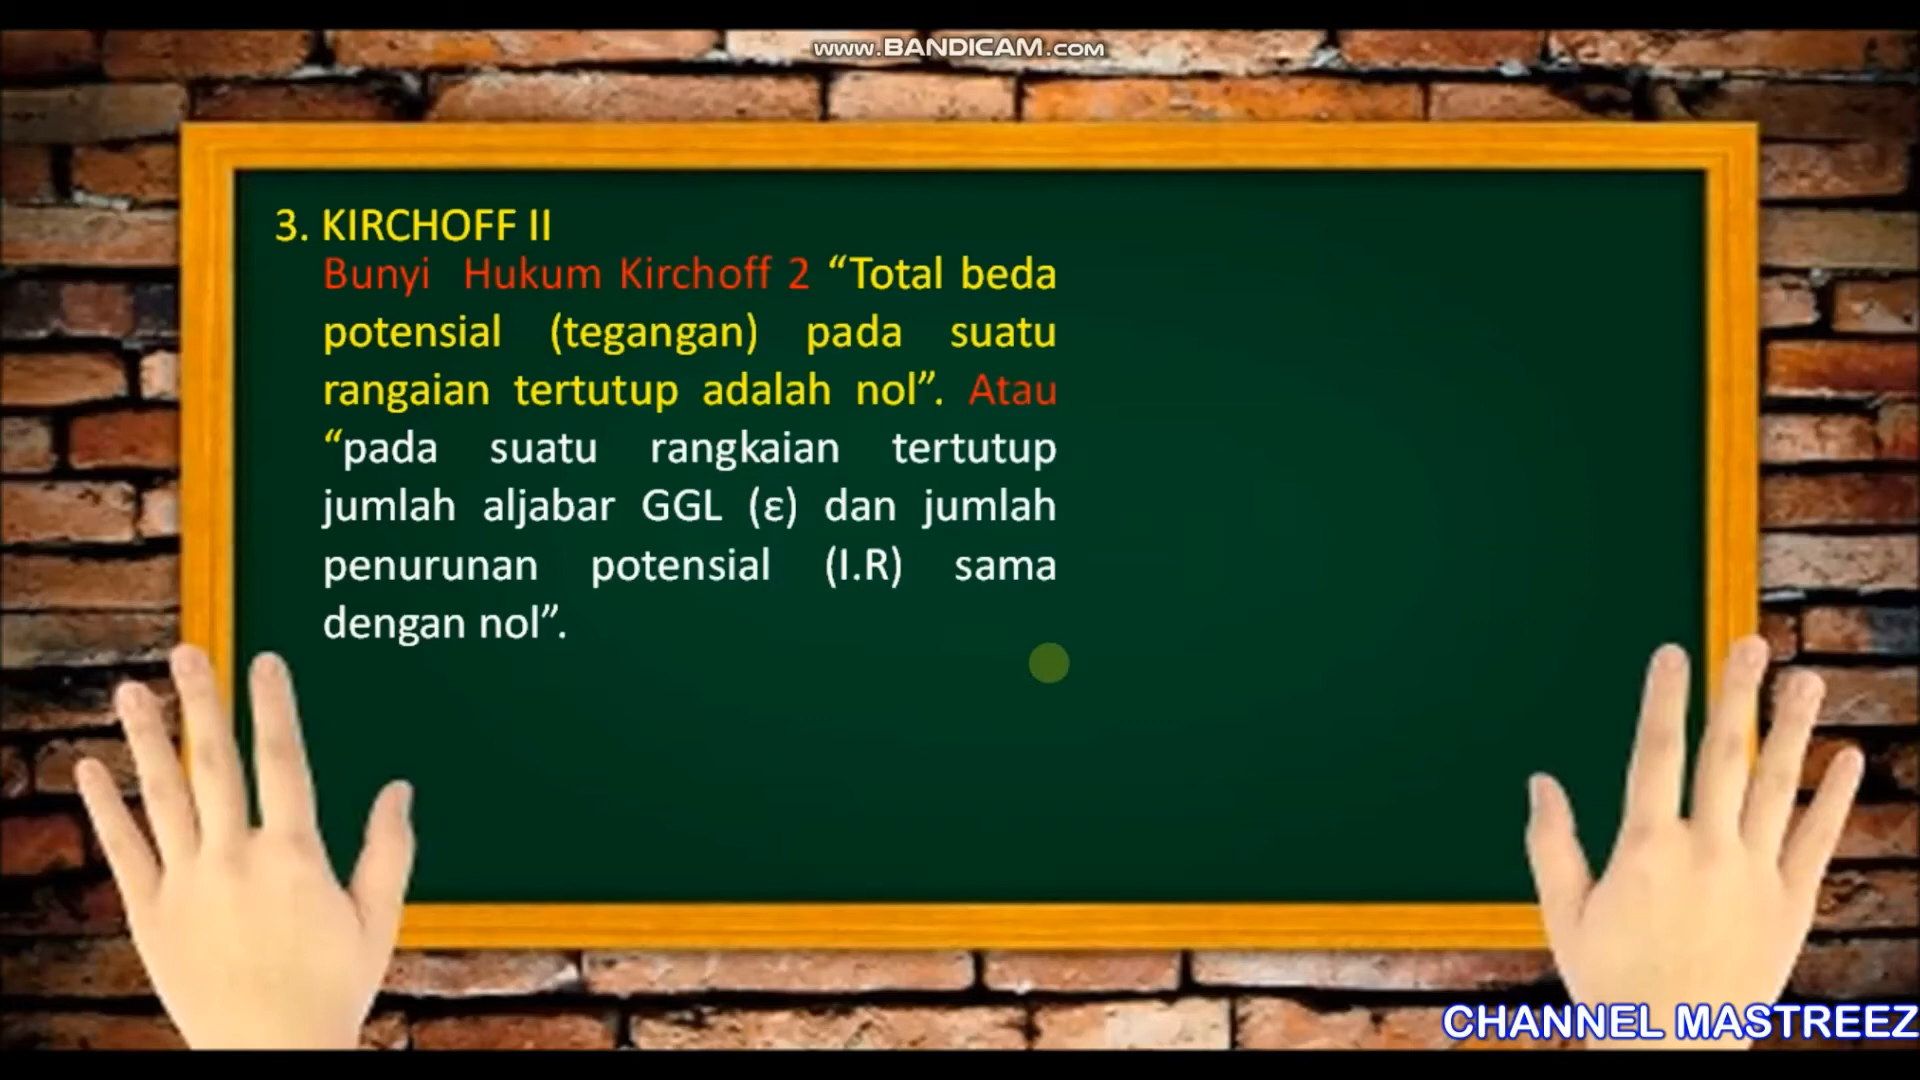 www.BANDICAM.com
3. KIRCHOFF II
Bunyi Hukum Kirchoff 2 “Total beda
potensial (tegangan) pada suatu
rangaian tertutup adalah nol”. Atau
“pada suatu rangkaian tertutup
jumlah aljabar GGL (ε) dan jumlah
penurunan potensial (I.R) sama
dengan nol”.
CHANNEL MASTREEZ